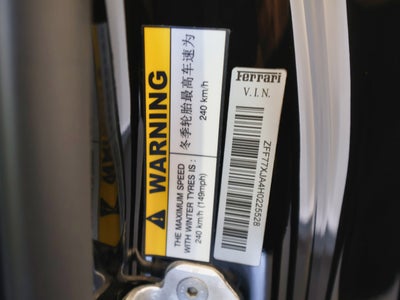 WARNING
冬季轮胎最高车速为
240 km/h
THE MAXIMUM SPEED
WITH WINTER TYRES IS :
240 km/h (149mph)
Ferrari
V.I.N.
ZFF77XJA4H0225528